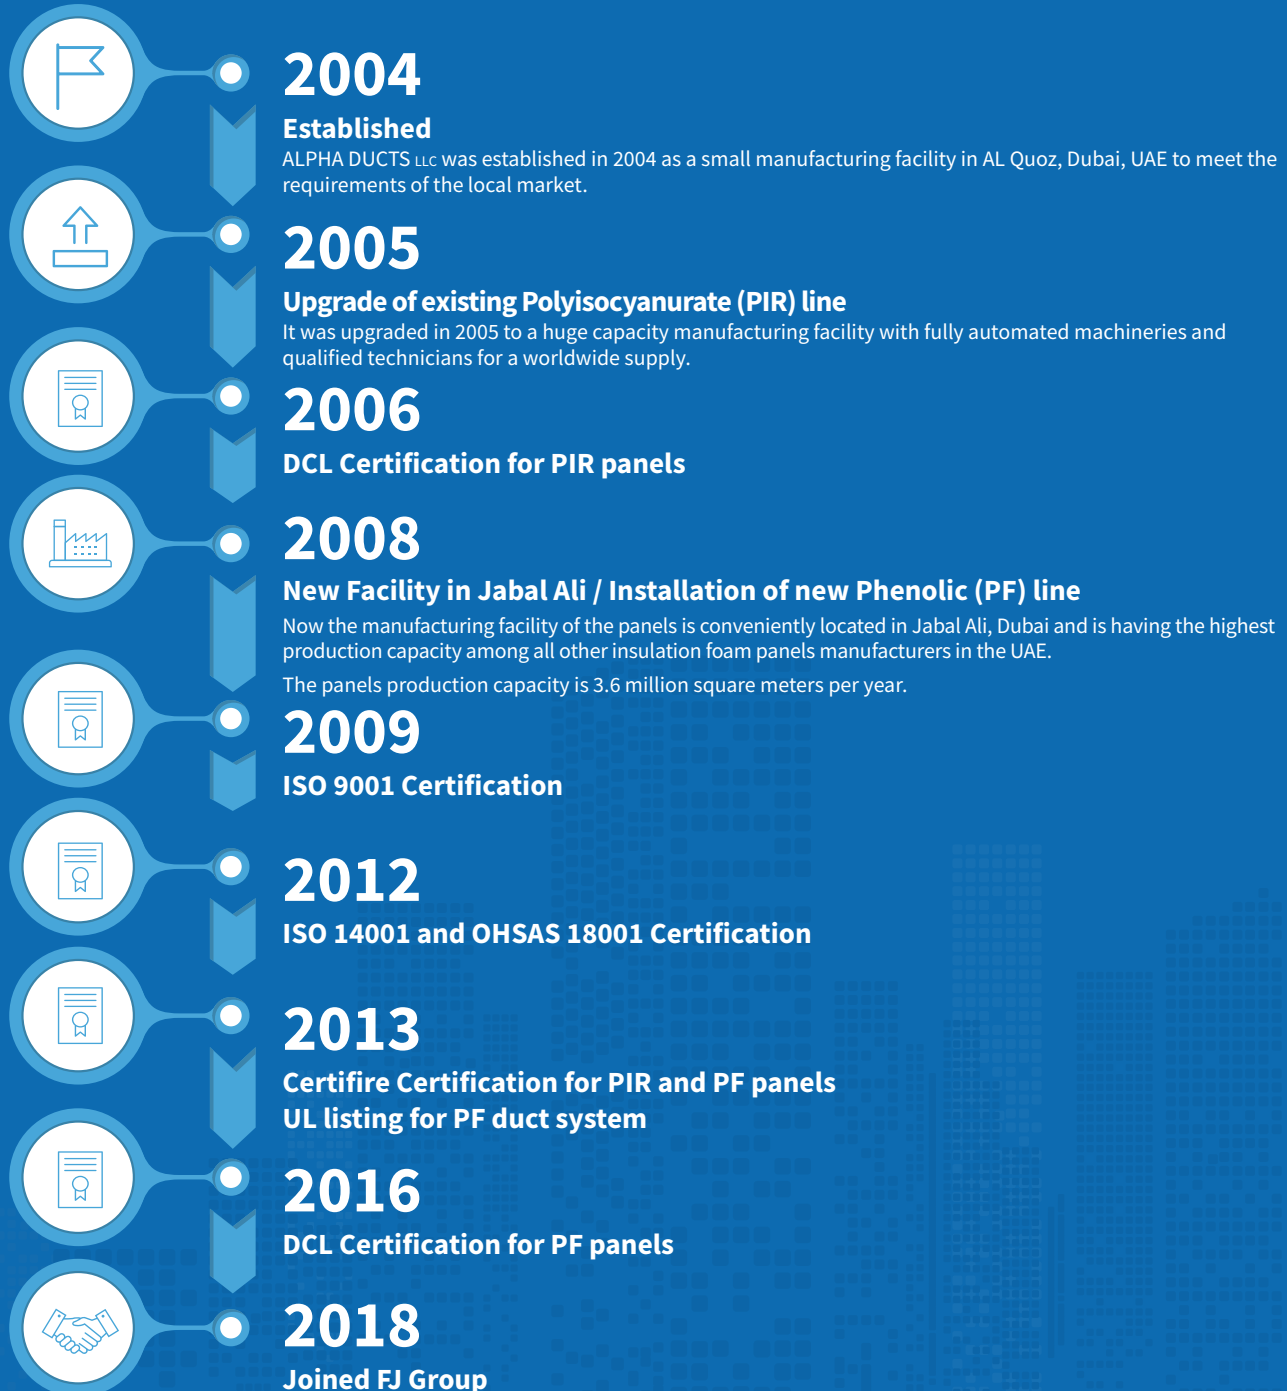 2004
Established
ALPHA DUCTS LLC was established in 2004 as a small manufacturing facility in AL Quoz, Dubai, UAE to meet the
requirements of the local market.
2005
Upgrade of existing Polyisocyanurate (PIR) line
It was upgraded in 2005 to a huge capacity manufacturing facility with fully automated machineries and
qualified technicians for a worldwide supply.
2006
DCL Certification for PIR panels
2008
New Facility in Jabal Ali / Installation of new Phenolic (PF) line
Now the manufacturing facility of the panels is conveniently located in Jabal Ali, Dubai and is having the highest
production capacity among all other insulation foam panels manufacturers in the UAE.
The panels production capacity is 3.6 million square meters per year.
2009
ISO 9001 Certification
2012
ISO 14001 and OHSAS 18001 Certification
2013
Certifire Certification for PIR and PF panels
UL listing for PF duct system
2016
DCL Certification for PF panels
2018
Joined FJ Group